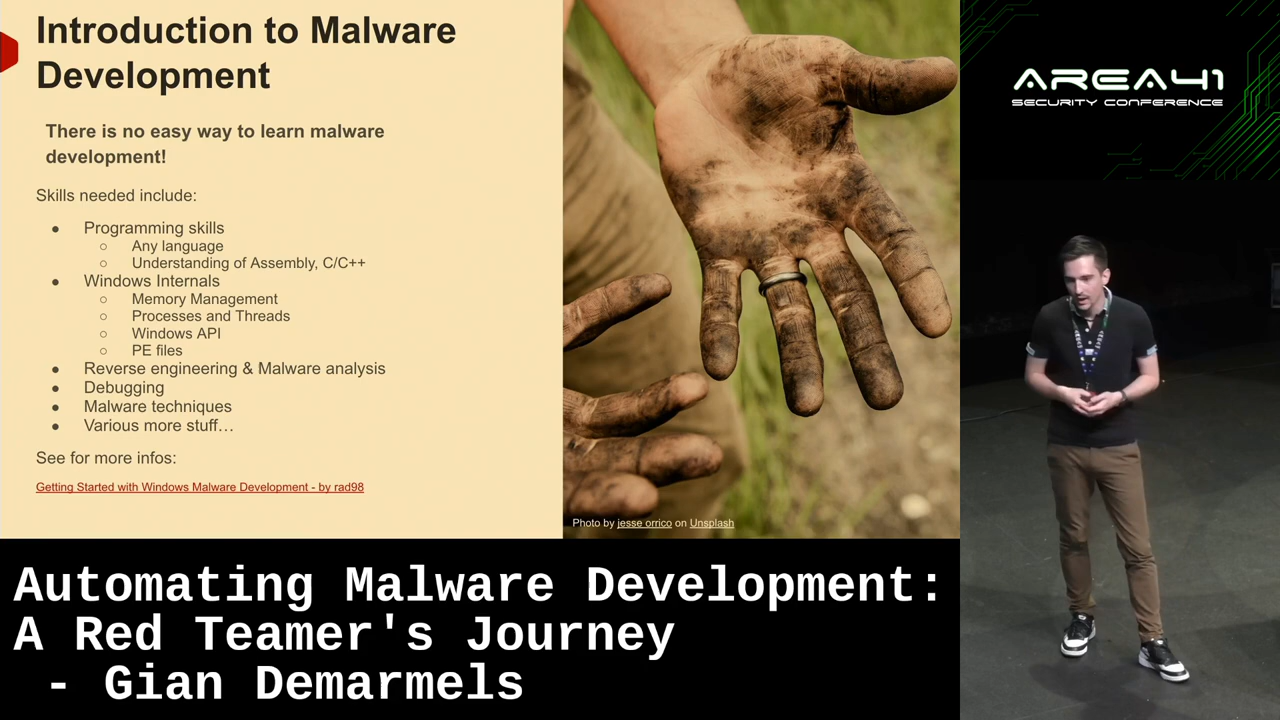 Introduction to Malware
Development
There is no easy way to learn malware
development!
Skills needed include:
● Programming skills
○ Any language
○ Understanding of Assembly, C/C++
● Windows Internals
○ Memory Management
○ Processes and Threads
○ Windows API
○ PE files
● Reverse engineering & Malware analysis
● Debugging
● Malware techniques
● Various more stuff…
See for more infos:
Getting Started with Windows Malware Development - by rad98
Photo by jesse orrico on Unsplash
AREA41
SECURITY CONFERENCE
Automating Malware Development:
A Red Teamer's Journey
- Gian Demarmels